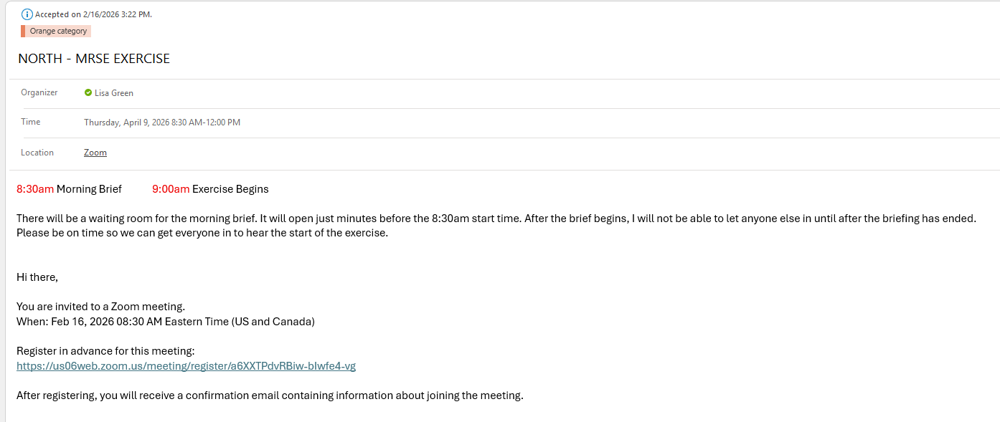 Accepted on 2/16/2026 3:22 PM.
Orange category
NORTH - MRSE EXERCISE
Organizer Lisa Green
Time Thursday, April 9, 2026 8:30 AM-12:00 PM
Location Zoom
8:30am Morning Brief 9:00am Exercise Begins
There will be a waiting room for the morning brief. It will open just minutes before the 8:30am start time. After the brief begins, I will not be able to let anyone else in until after the briefing has ended.
Please be on time so we can get everyone in to hear the start of the exercise.
Hi there,
You are invited to a Zoom meeting.
When: Feb 16, 2026 08:30 AM Eastern Time (US and Canada)
Register in advance for this meeting:
https://us06web.zoom.us/meeting/register/a6XXTPdvRBiw-bIwfe4-vg
After registering, you will receive a confirmation email containing information about joining the meeting.